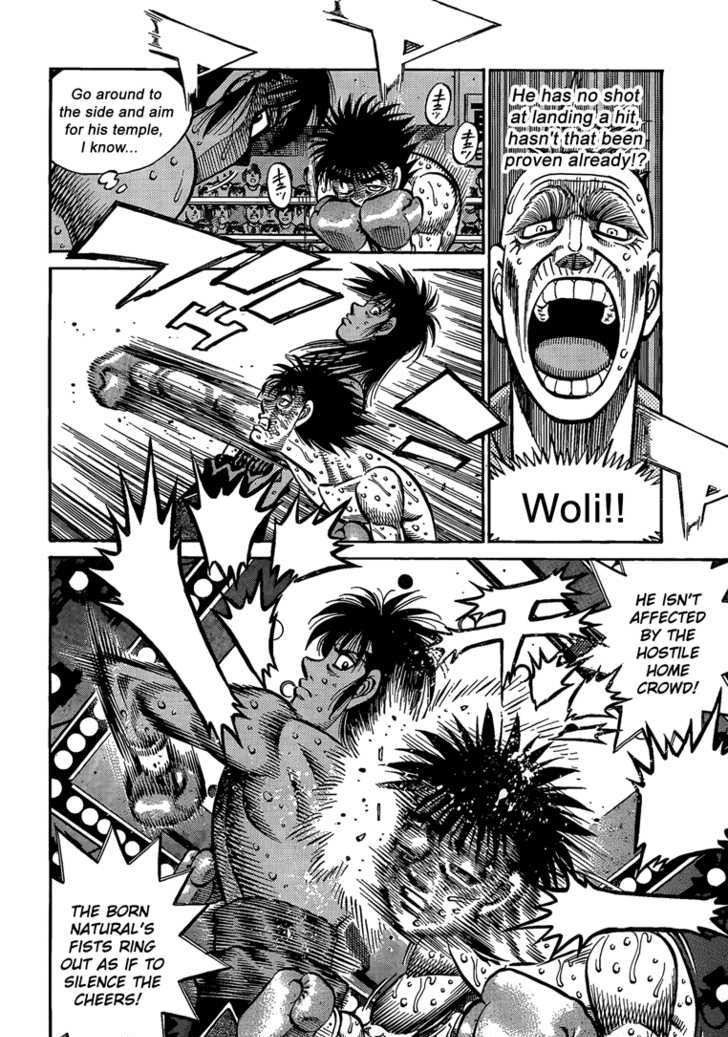 He has no shot
at landing a hit,
hasn't that been
proven already!?
Go around to
the side and aim
for his temple,
I know...
Woli!!
HE ISN'T
AFFECTED
BY THE
HOSTILE
HOME
CROWD!
THE BORN
NATURAL'S
FISTS RING
OUT AS IF TO
SILENCE THE
CHEERS!